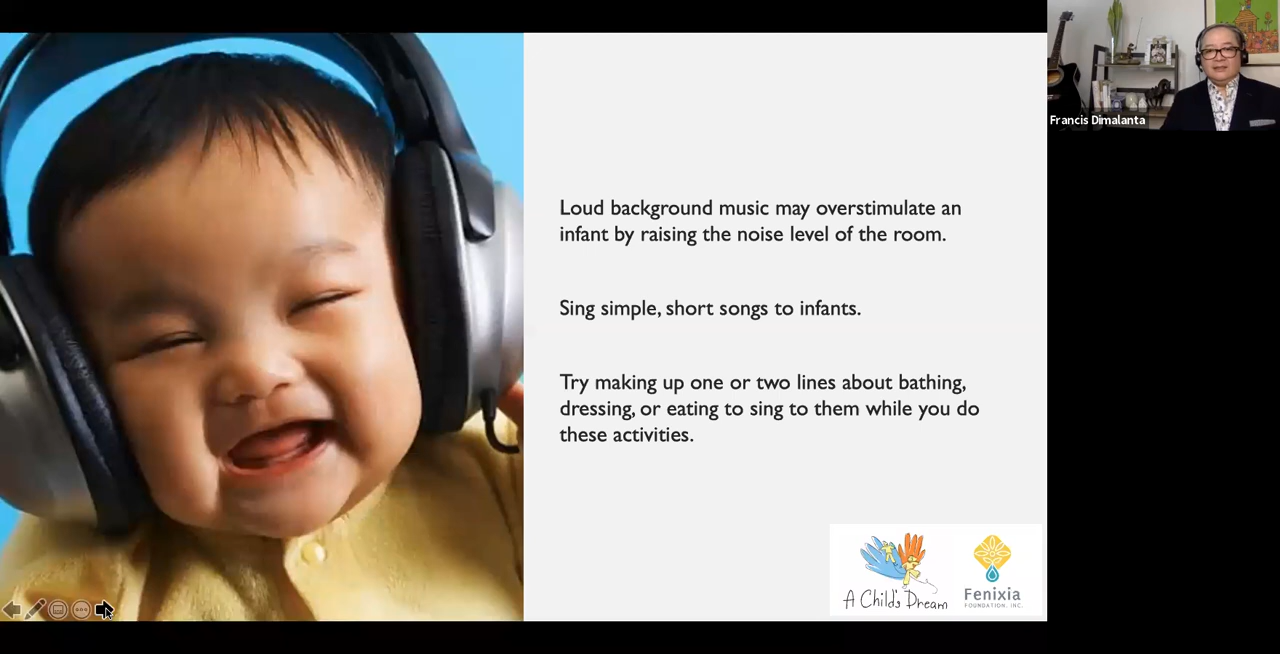 Francis Dimalanta
Loud background music may overstimulate an
infant by raising the noise level of the room.
Sing simple, short songs to infants.
Try making up one or two lines about bathing,
dressing, or eating to sing to them while you do
these activities.
A Child's Dream
Fenixia
FOUNDATION, INC.